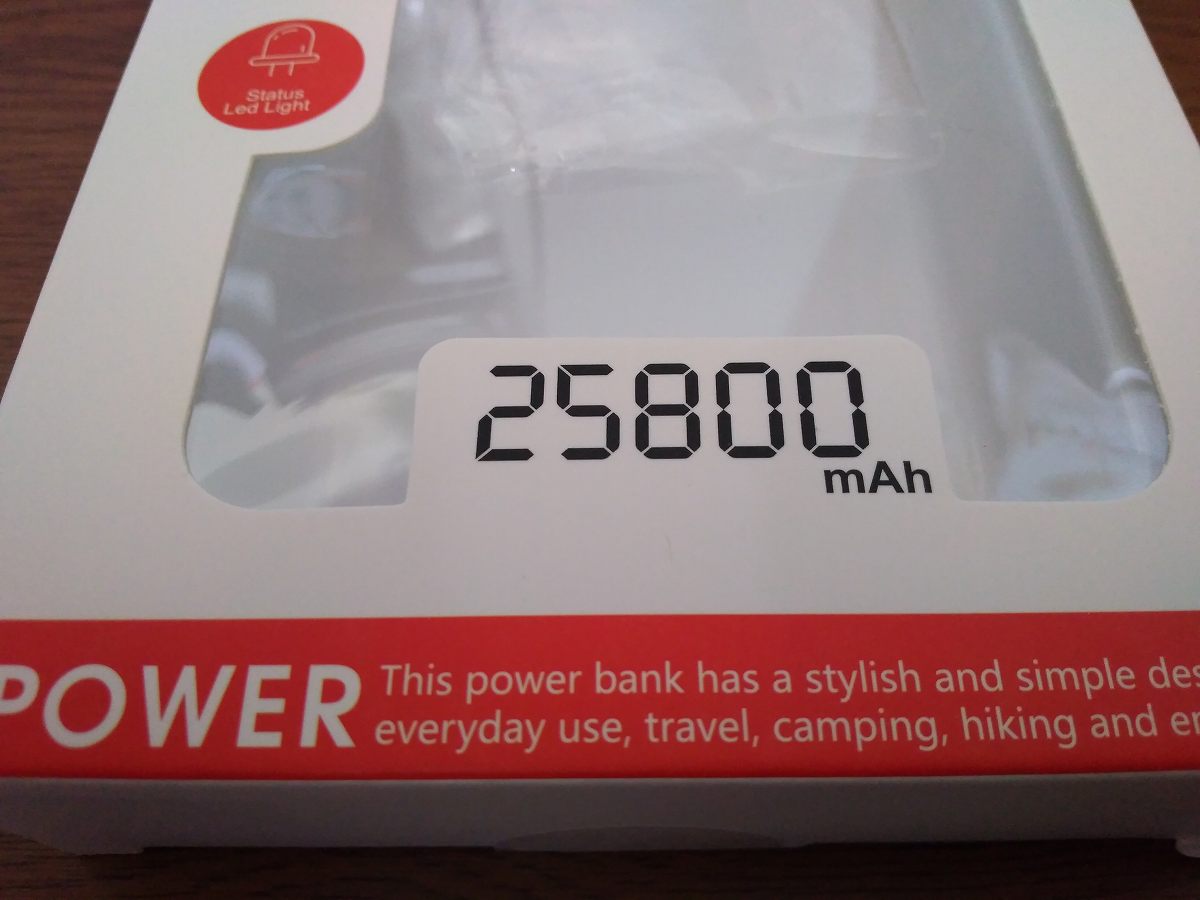 Status
Led Light
25800
mAh
POWER
This power bank has a stylish and simple
everyday use, travel, camping, hiking and